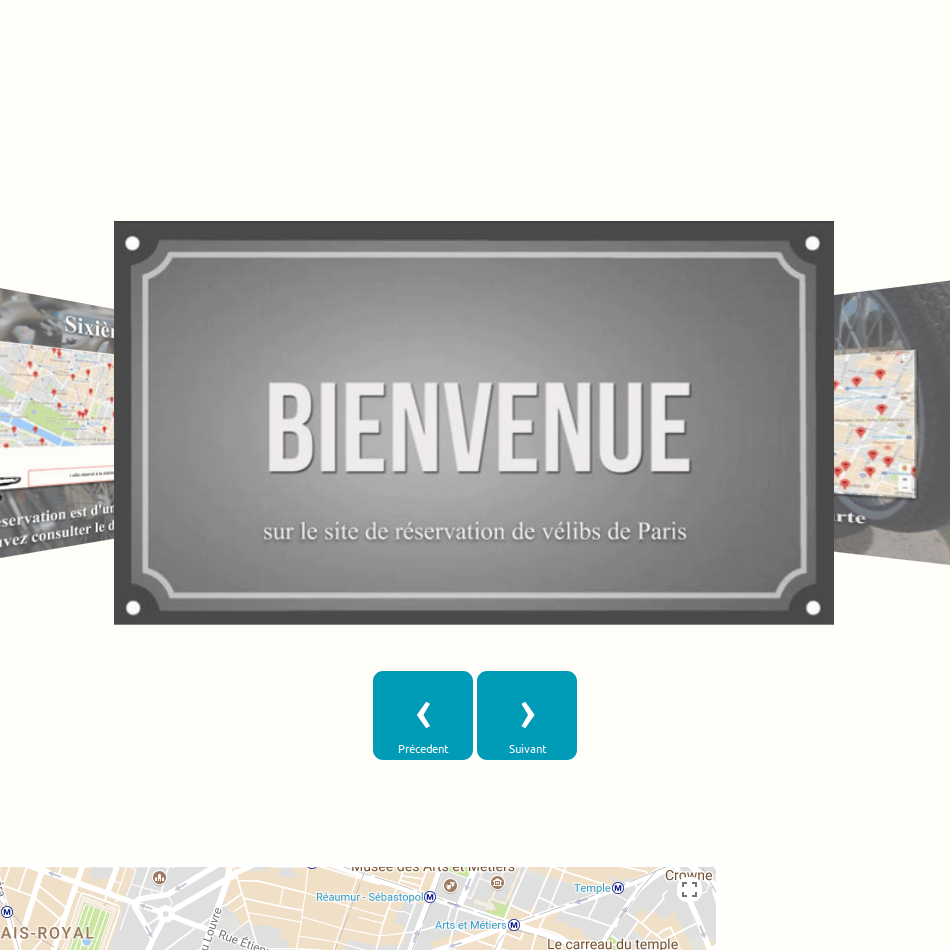 Sixièm
BIENVENUE
sur le site de réservation de vélibs de Paris
servation est d'un
vez consulter le d
arte
‹ ›
Précedent
Suivant
Musée des Arts et Métiers
Crowne
Réaumur - Sébastopol
Temple
Arts et Métiers
AIS-ROYAL
Louvre
Rue Étien
Le carreau du temple